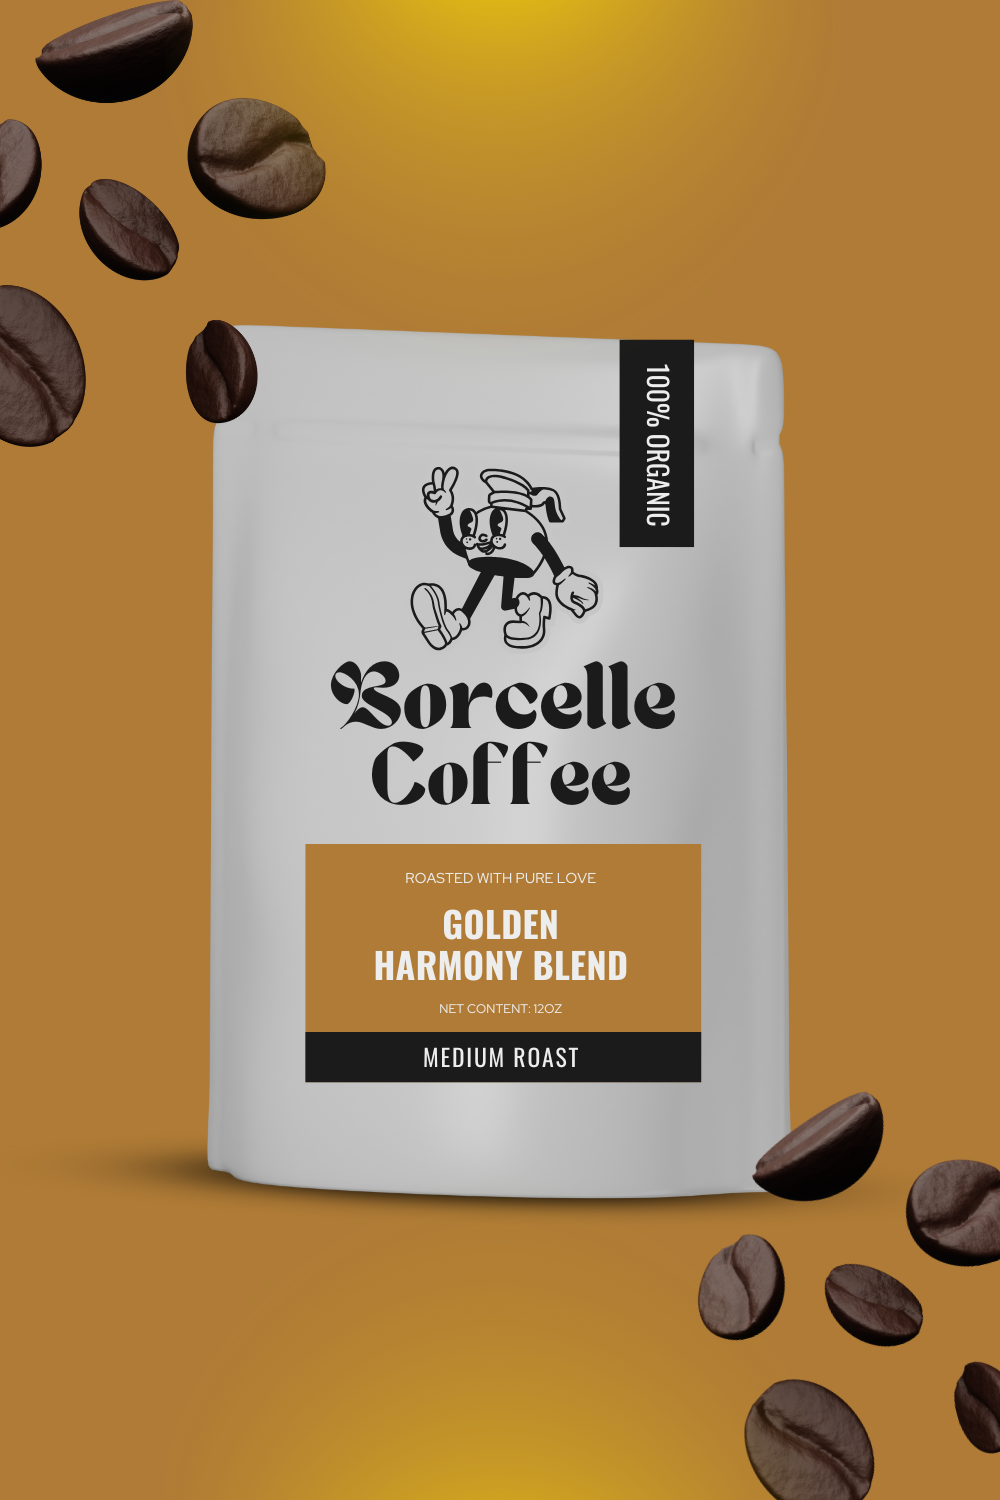 100% ORGANIC
Borcelle
Coffee
ROASTED WITH PURE LOVE
GOLDEN
HARMONY BLEND
NET CONTENT: 12OZ
MEDIUM ROAST